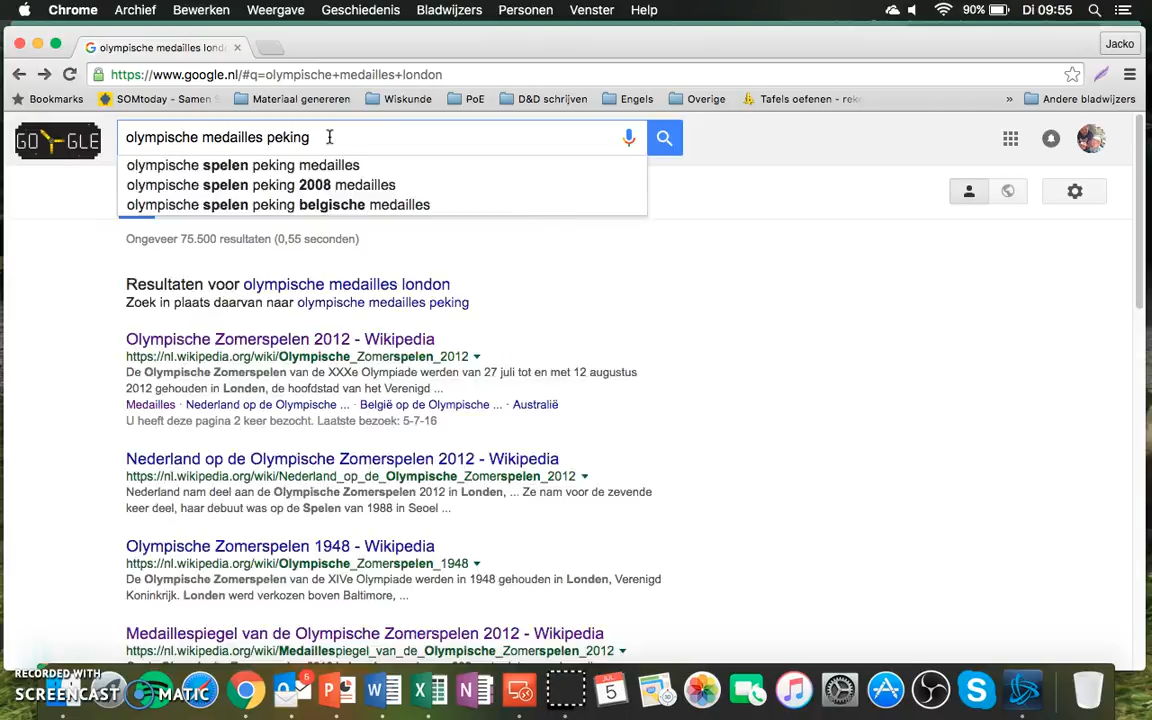 Chrome Archief Bewerken Weergave Geschiedenis Bladwijzers Personen Venster Help 90% Di 09:55
olympische medailles lond Jacko
https://www.google.nl/#q=olympische+medailles+london
Bookmarks SOMtoday - Samen S Materiaal genereren Wiskunde PoE D&D schrijven Engels Overige Tafels oefenen - reke » Andere bladwijzers
olympische medailles peking
olympische spelen peking medailles
olympische spelen peking 2008 medailles
olympische spelen peking belgische medailles
Ongeveer 75.500 resultaten (0,55 seconden)
Resultaten voor olympische medailles london
Zoek in plaats daarvan naar olympische medailles peking
Olympische Zomerspelen 2012 - Wikipedia
https://nl.wikipedia.org/wiki/Olympische_Zomerspelen_2012
De Olympische Zomerspelen van de XXXe Olympiade werden van 27 juli tot en met 12 augustus
2012 gehouden in Londen, de hoofdstad van het Verenigd ...
Medailles · Nederland op de Olympische ... · België op de Olympische ... · Australië
U heeft deze pagina 2 keer bezocht. Laatste bezoek: 5-7-16
Nederland op de Olympische Zomerspelen 2012 - Wikipedia
https://nl.wikipedia.org/wiki/Nederland_op_de_Olympische_Zomerspelen_2012
Nederland nam deel aan de Olympische Zomerspelen 2012 in Londen, ... Ze nam voor de zevende
keer deel, haar debuut was op de Spelen van 1988 in Seoel ...
Olympische Zomerspelen 1948 - Wikipedia
https://nl.wikipedia.org/wiki/Olympische_Zomerspelen_1948
De Olympische Zomerspelen van de XIVe Olympiade werden in 1948 gehouden in Londen, Verenigd
Koninkrijk. Londen werd verkozen boven Baltimore, ...
Medaillespiegel van de Olympische Zomerspelen 2012 - Wikipedia
https://nl.wikipedia.org/wiki/Medaillespiegel_van_de_Olympische_Zomerspelen_2012
RECORDED WITH
SCREENCAST MATIC
6
JUL
5